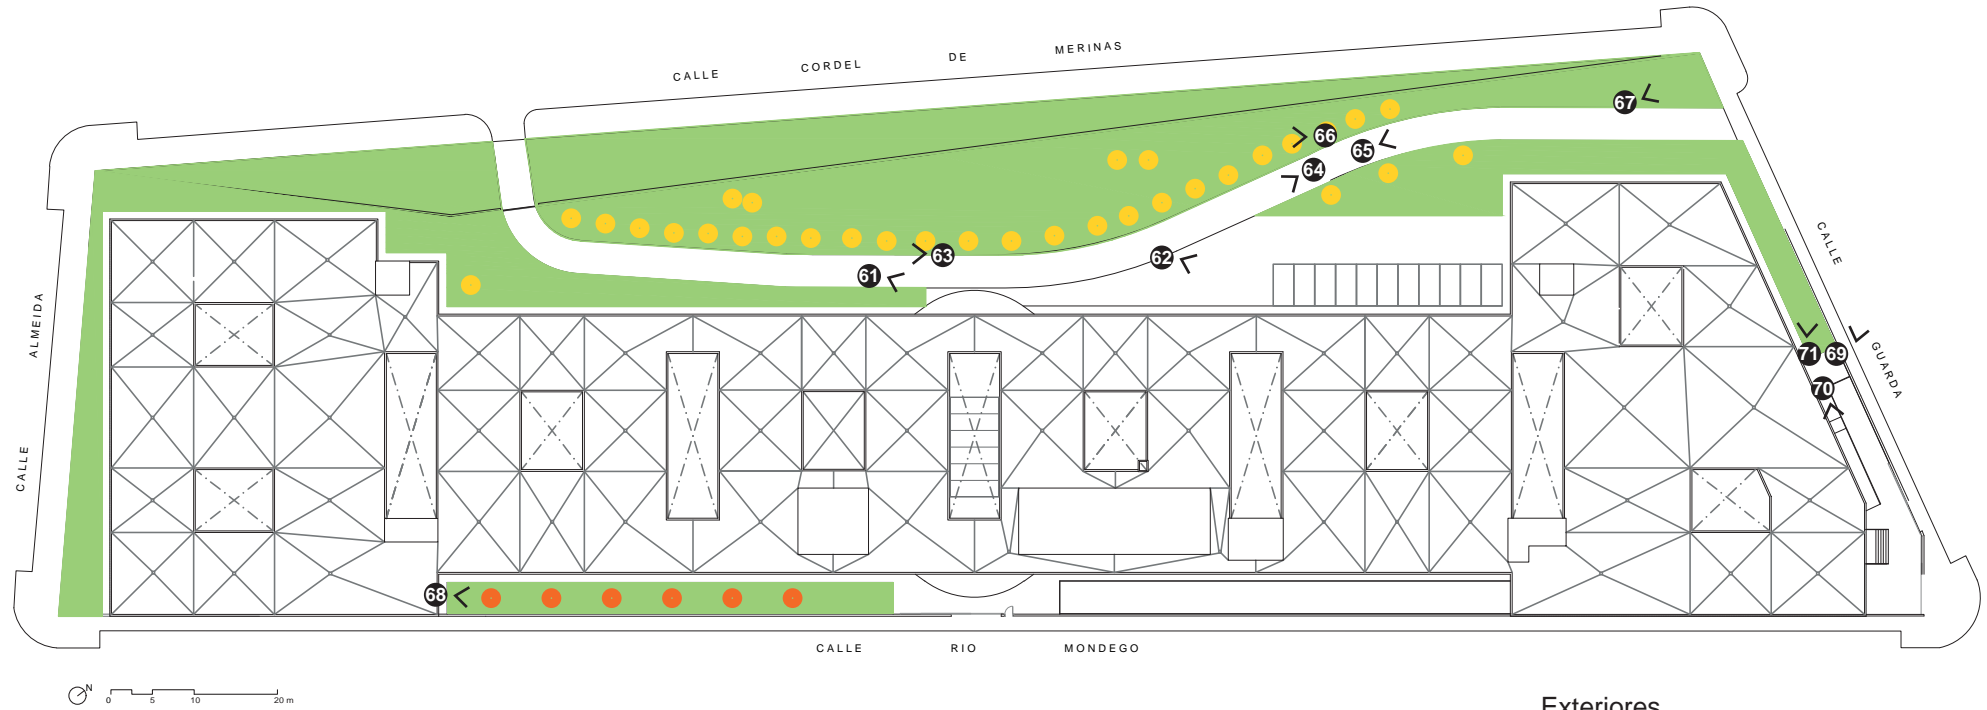 CALLE CORDEL DE MERINAS
67
66
65
64
63
62
61
CALLE GUARDA
CALLE ALMEIDA
71 69
70
68
CALLE RIO MONDEGO
N
0 5 10 20 m
Exteriores